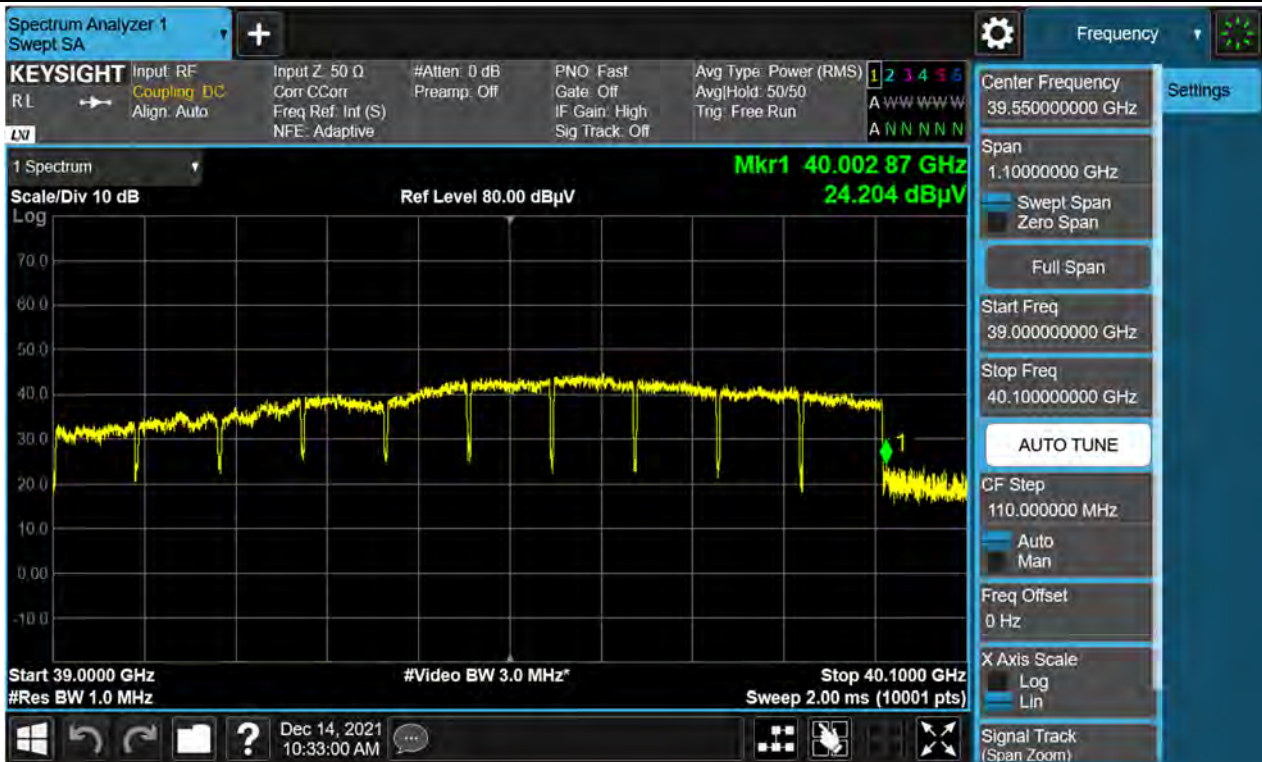 Spectrum Analyzer 1
Swept SA
+
Frequency
KEYSIGHT
RL
LXI
Input: RF
Coupling: DC
Align: Auto
Input Z: 50 Ω
Corr CCorr
Freq Ref: Int (S)
NFE: Adaptive
#Atten: 0 dB
Preamp: Off
PNO: Fast
Gate: Off
IF Gain: High
Sig Track: Off
Avg Type: Power (RMS)
Avg|Hold: 50/50
Trig: Free Run
1 2 3 4 5 6
A W W W W W
A N N N N N
Center Frequency
39.550000000 GHz
Settings
1 Spectrum
Mkr1 40.002 87 GHz
Scale/Div 10 dB
Ref Level 80.00 dBµV
24.204 dBµV
Log
70.0
60.0
50.0
40.0
30.0
20.0
10.0
0.00
-10.0
1
Start 39.0000 GHz
#Video BW 3.0 MHz*
Stop 40.1000 GHz
#Res BW 1.0 MHz
Sweep 2.00 ms (10001 pts)
Span
1.10000000 GHz
Swept Span
Zero Span
Full Span
Start Freq
39.000000000 GHz
Stop Freq
40.100000000 GHz
AUTO TUNE
CF Step
110.000000 MHz
Auto
Man
Freq Offset
0 Hz
X Axis Scale
Log
Lin
Signal Track
(Span Zoom)
?
Dec 14, 2021
10:33:00 AM